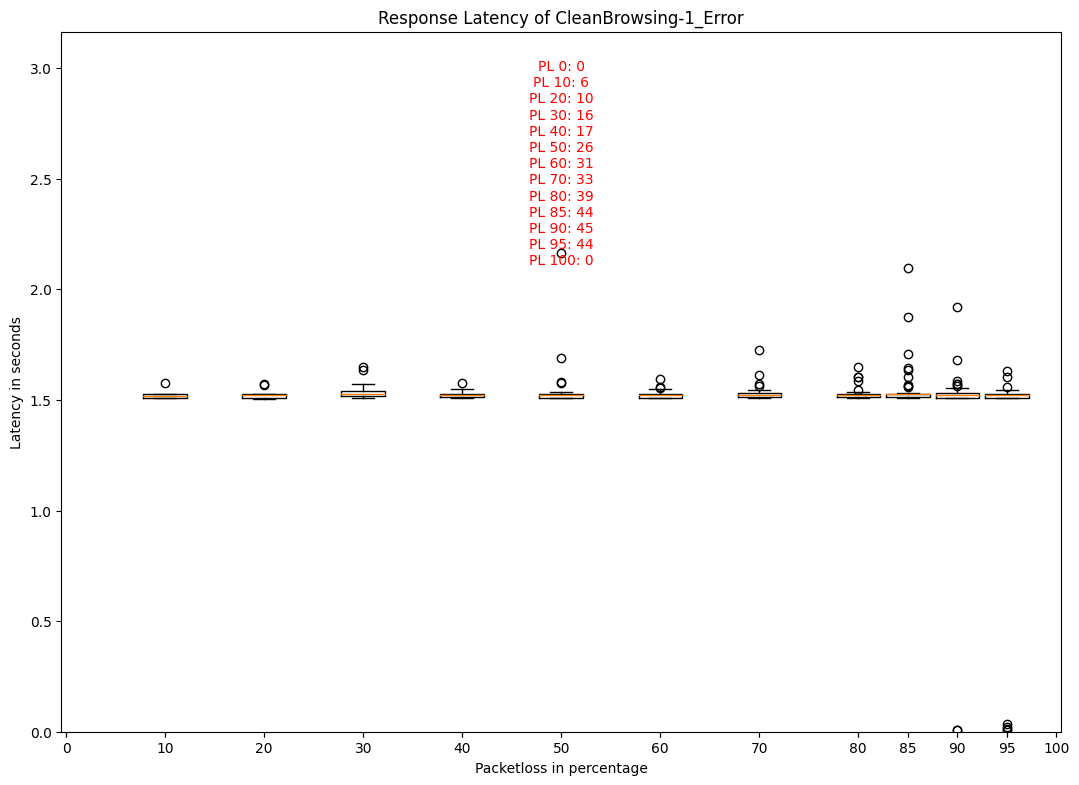 Response Latency of CleanBrowsing-1_Error
PL 0: 0
PL 10: 6
PL 20: 10
PL 30: 16
PL 40: 17
PL 50: 26
PL 60: 31
PL 70: 33
PL 80: 39
PL 85: 44
PL 90: 45
PL 95: 44
PL 100: 0
3.0
2.5
2.0
1.5
1.0
0.5
0.0
Latency in seconds
0 10 20 30 40 50 60 70 80 85 90 95 100
Packetloss in percentage